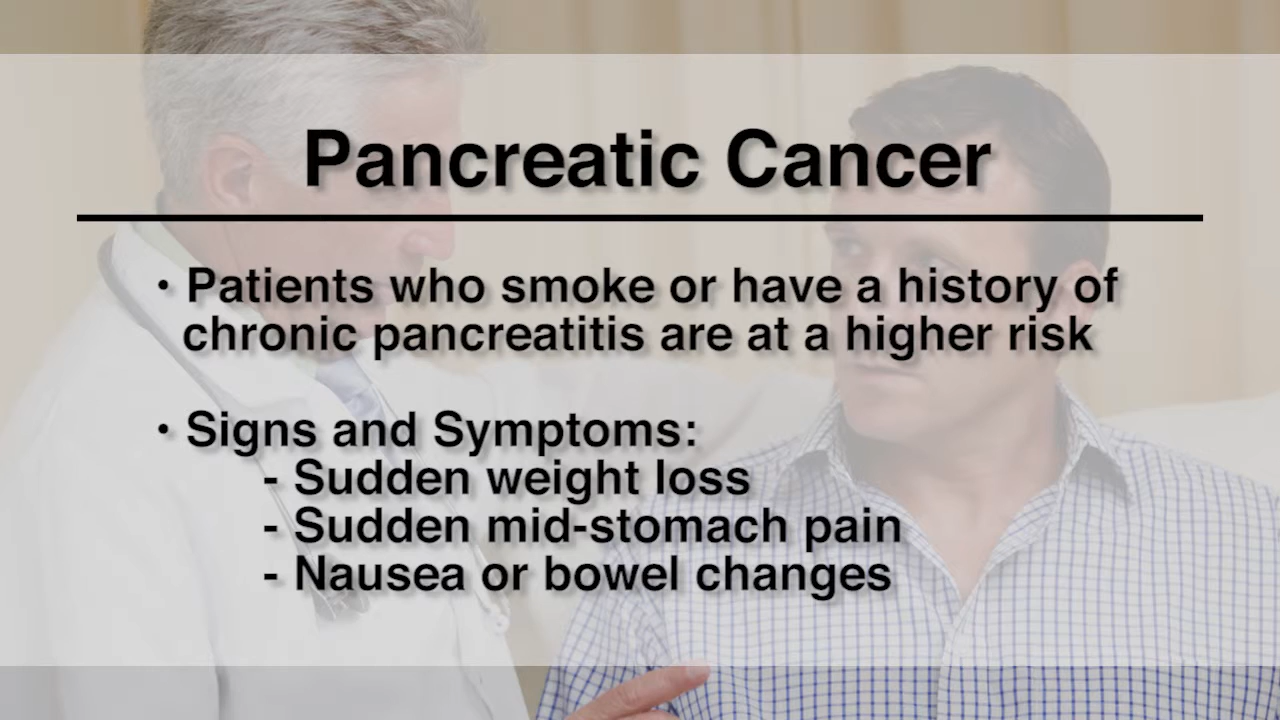 Pancreatic Cancer
• Patients who smoke or have a history of
chronic pancreatitis are at a higher risk
• Signs and Symptoms:
- Sudden weight loss
- Sudden mid-stomach pain
- Nausea or bowel changes